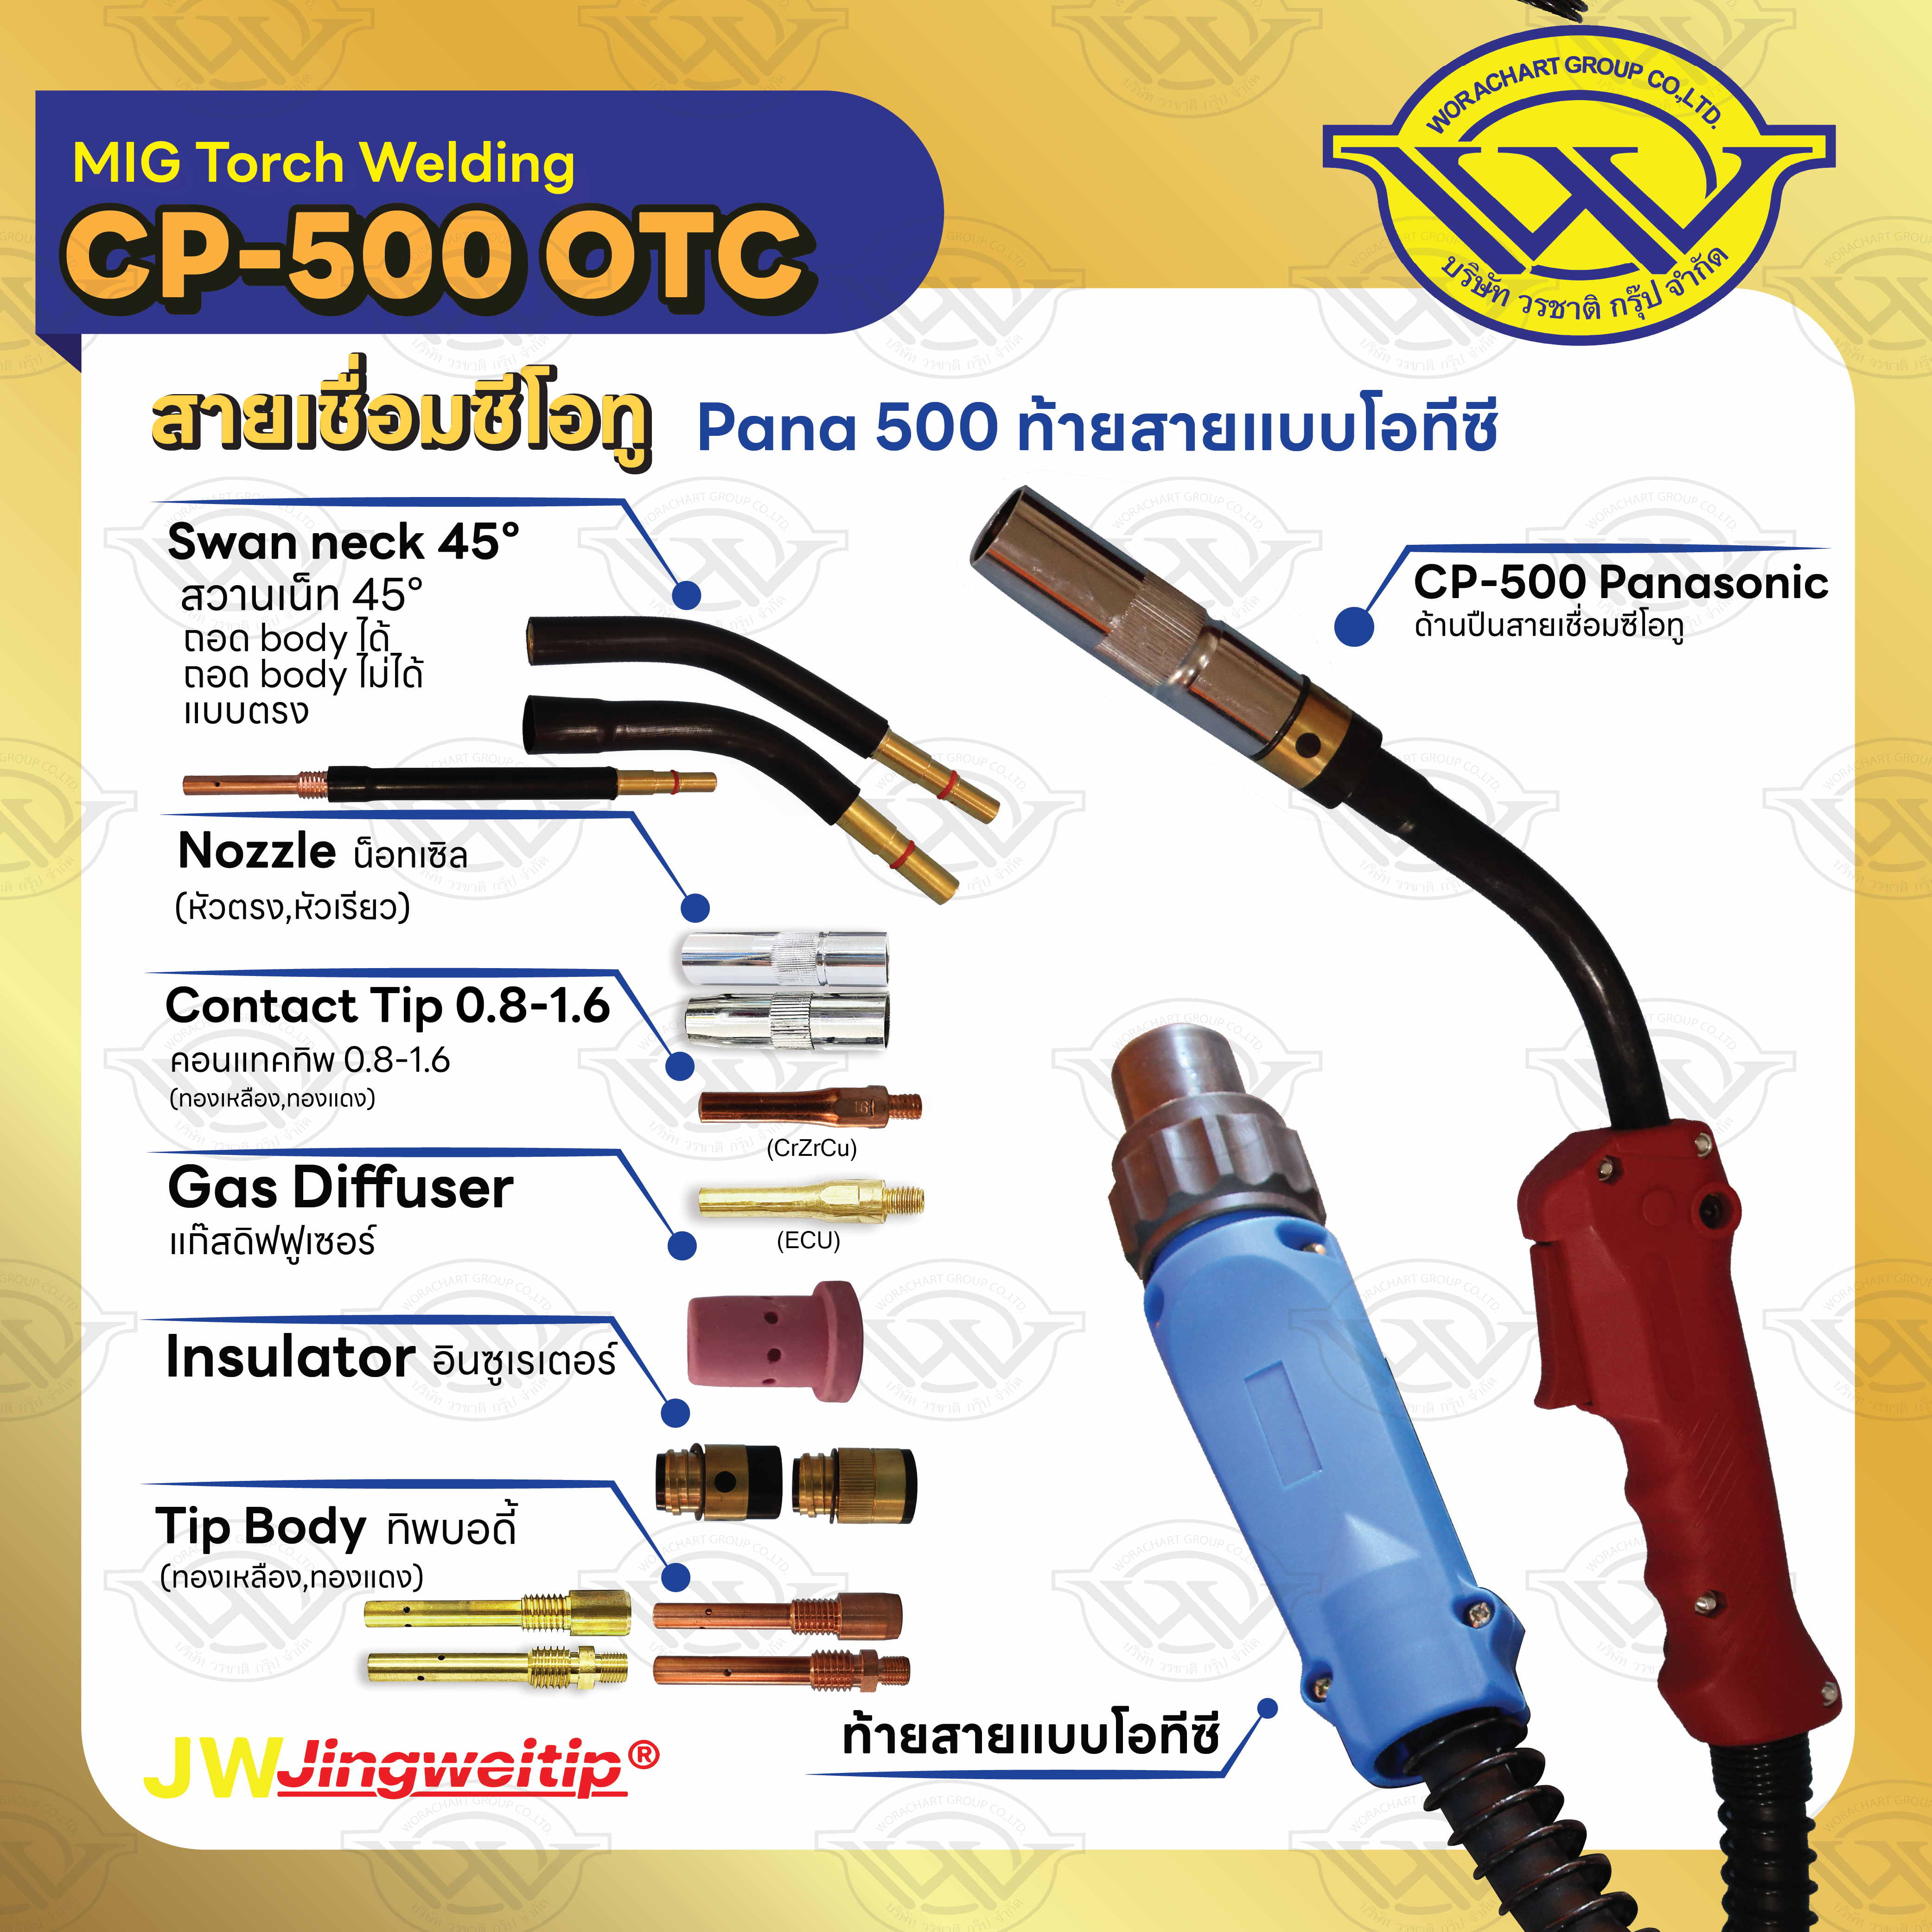 WORACHART GROUP CO.,LTD.
บริษัท วรชาติ กรุ๊ป จำกัด
MIG Torch Welding
CP-500 OTC
สายเชื่อมซีโอทู
Pana 500 ท้ายสายแบบโอทีซี
Swan neck 45°
สวานเน็ท 45°
ถอด body ได้
ถอด body ไม่ได้
แบบตรง
CP-500 Panasonic
ด้านปืนสายเชื่อมซีโอทู
Nozzle น็อทเซิล
(หัวตรง,หัวเรียว)
Contact Tip 0.8-1.6
คอนแทคทิพ 0.8-1.6
(ทองเหลือง,ทองแดง)
(CrZrCu)
Gas Diffuser
แก๊สดิฟฟูเซอร์
(ECU)
Insulator อินซูเรเตอร์
Tip Body ทิพบอดี้
(ทองเหลือง,ทองแดง)
ท้ายสายแบบโอทีซี
JW Jingweitip®